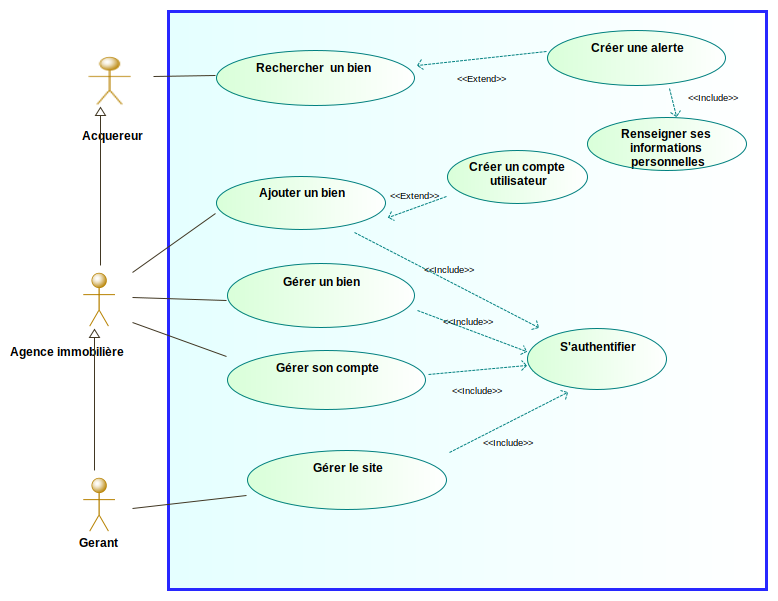 Rechercher  un bien
Créer une alerte
<<Extend>>
<<Include>>
Acquereur
Renseigner ses
informations
personnelles
Créer un compte
utilisateur
Ajouter un bien
<<Extend>>
<<Include>>
Gérer un bien
<<Include>>
Agence immobilière
S'authentifier
Gérer son compte
<<Include>>
<<Include>>
Gérer le site
Gerant